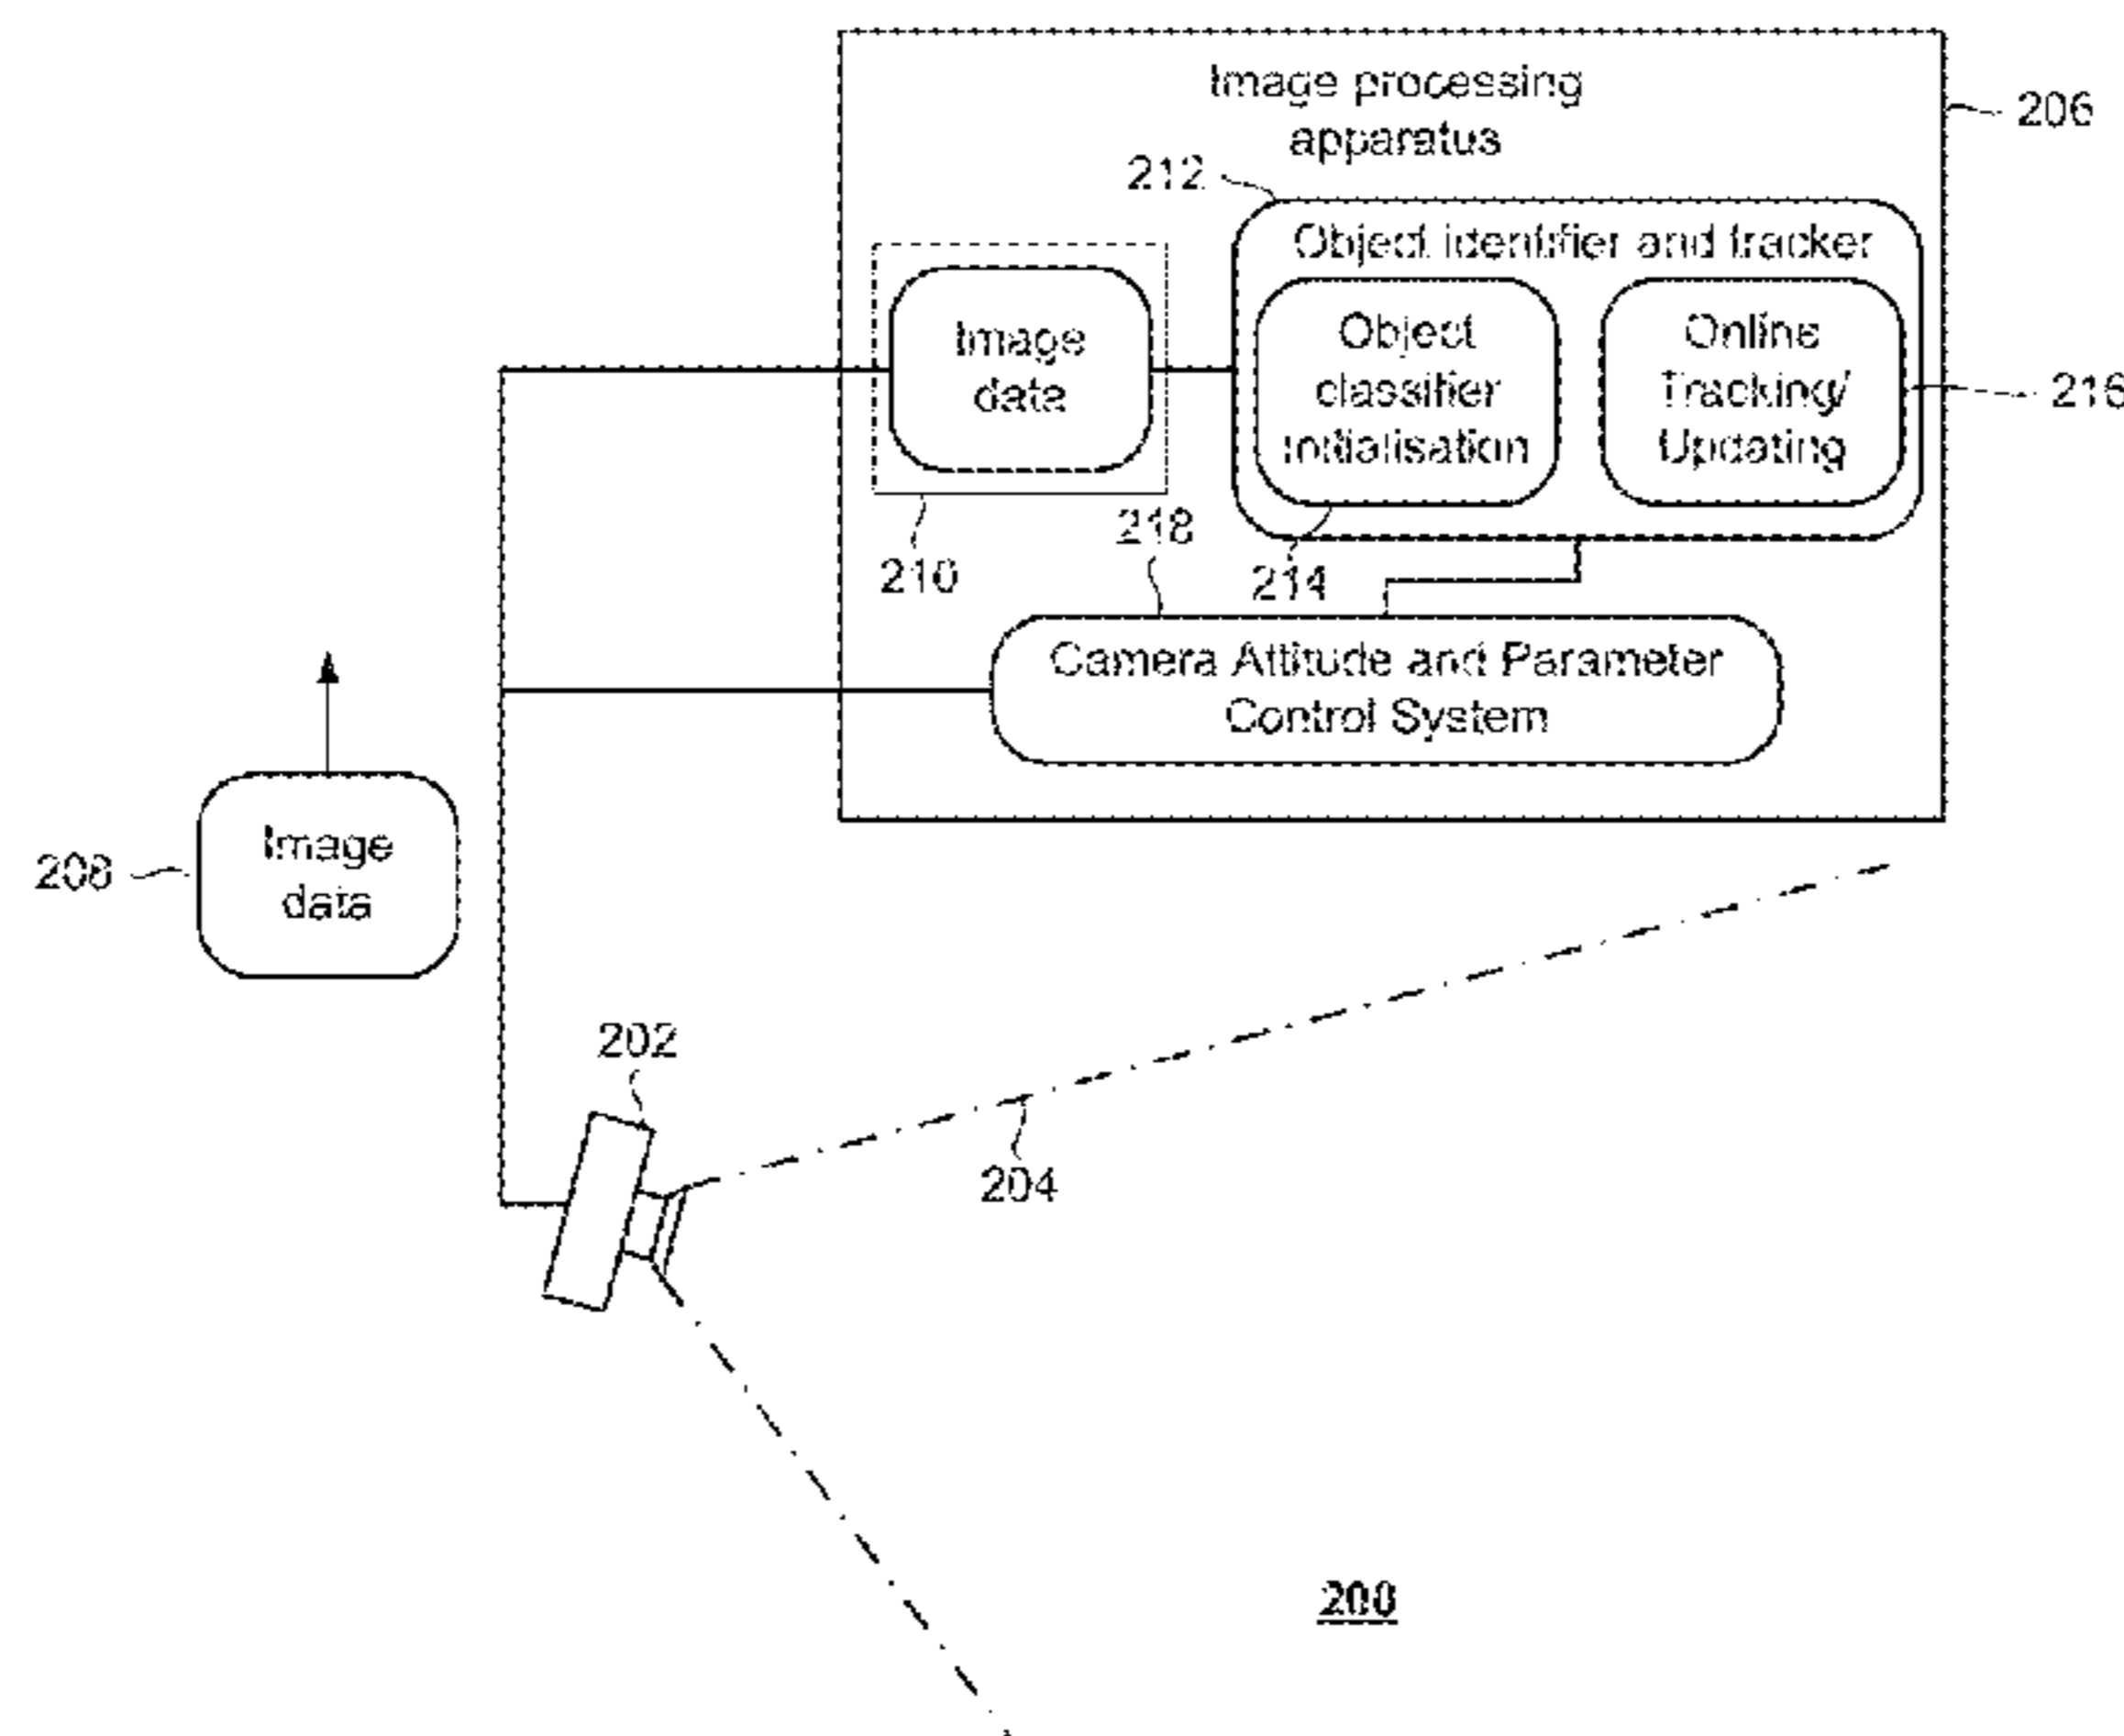 Image processing
apparatus
206
212
Object identifier and tracker
Image
data
Object
classifier
initialisation
Online
Tracking/
Updating
216
210
218
214
Camera Attitude and Parameter
Control System
208
Image
data
202
204
200